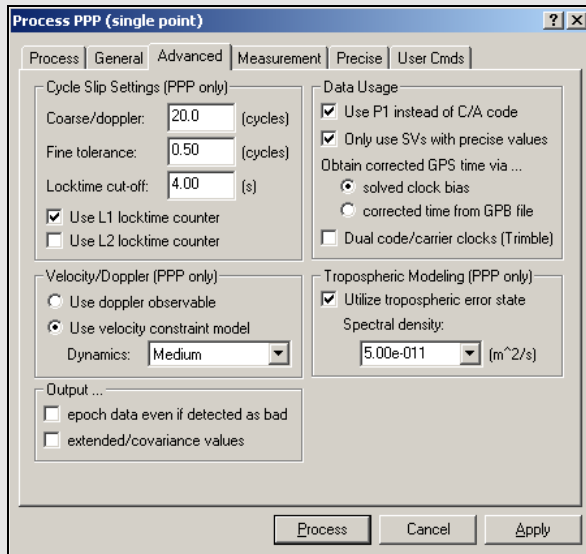 Process PPP (single point)
Process General Advanced Measurement Precise User Cmds
Cycle Slip Settings (PPP only)
Coarse/doppler: 20.0 (cycles)
Fine tolerance: 0.50 (cycles)
Locktime cut-off: 4.00 (s)
Use L1 locktime counter
Use L2 locktime counter
Velocity/Doppler (PPP only)
Use doppler observable
Use velocity constraint model
Dynamics: Medium
Output ...
epoch data even if detected as bad
extended/covariance values
Data Usage
Use P1 instead of C/A code
Only use SVs with precise values
Obtain corrected GPS time via ...
solved clock bias
corrected time from GPB file
Dual code/carrier clocks (Trimble)
Tropospheric Modeling (PPP only)
Utilize tropospheric error state
Spectral density:
5.00e-011 (m^2/s)
Process Cancel Apply